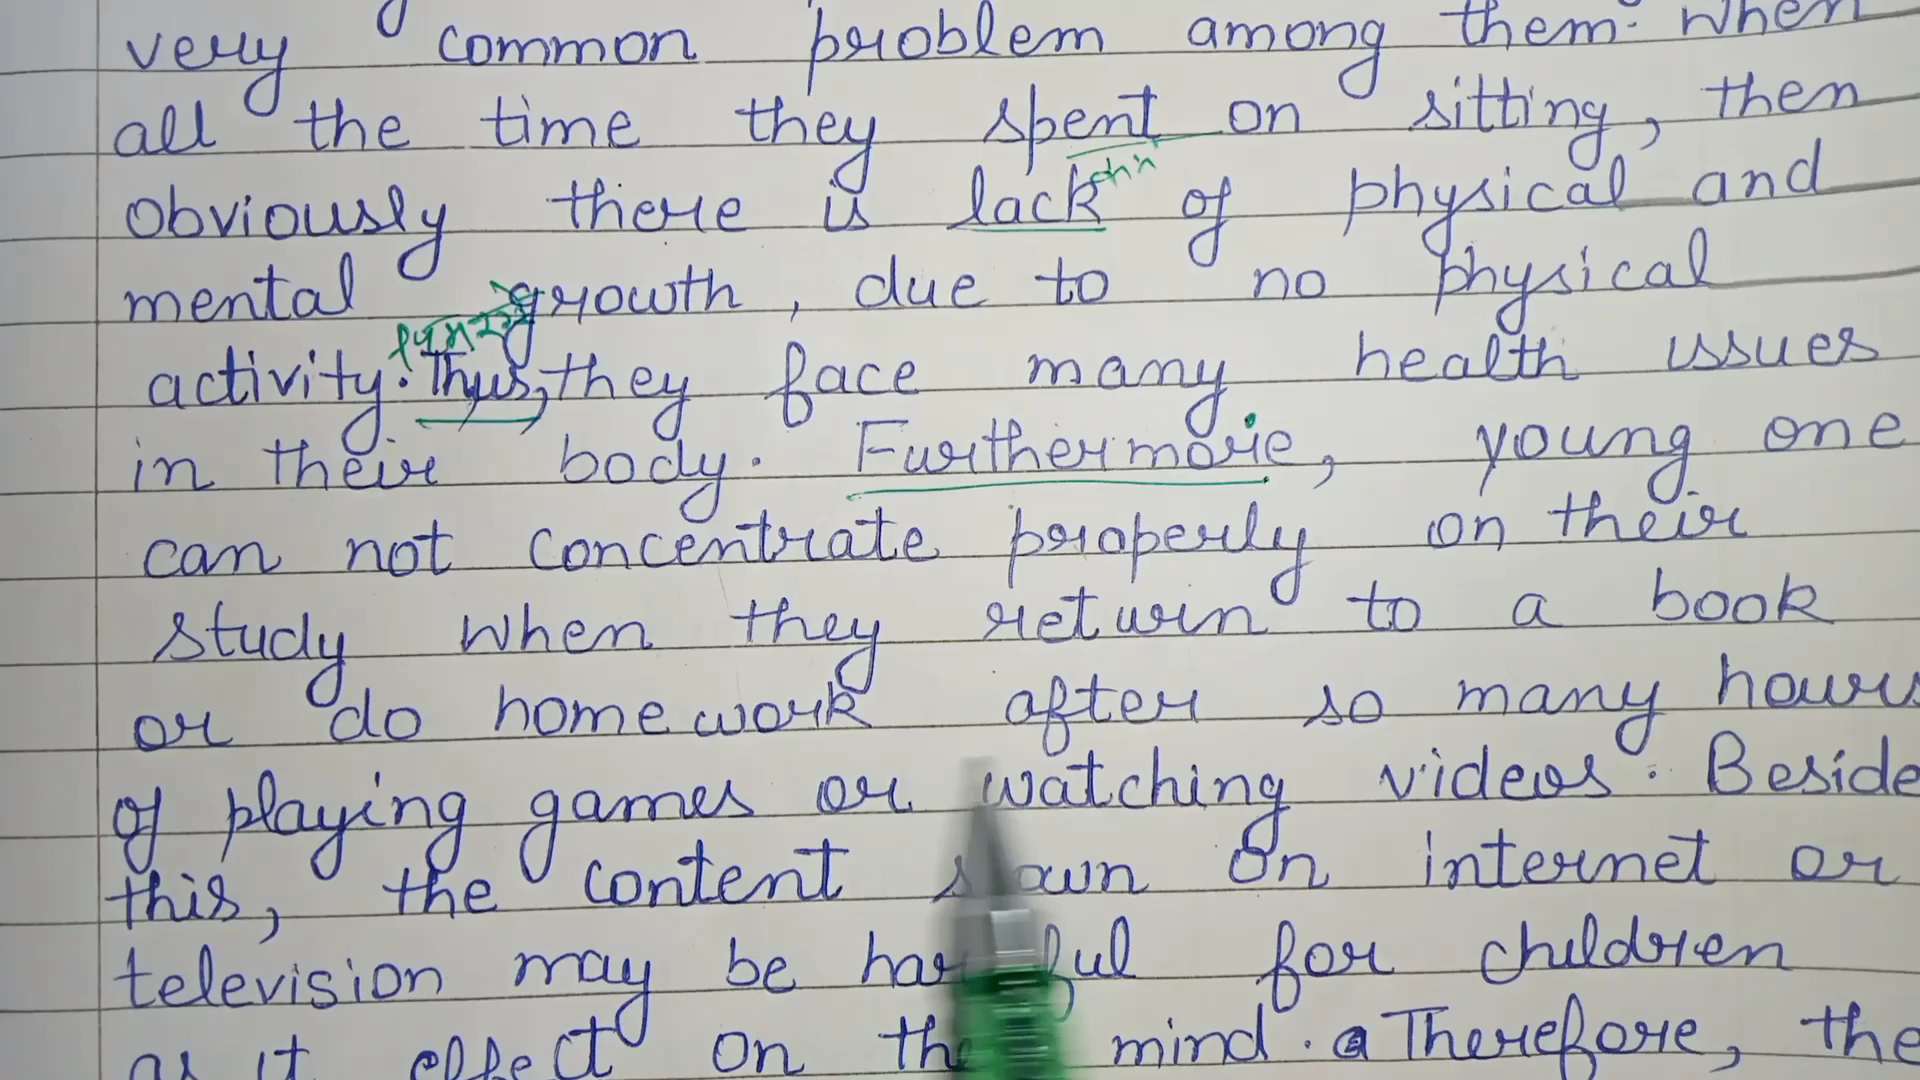 very common problem among them. When
all the time they spent on sitting, then
obviously there is lack of physical and
mental growth, due to no physical
activity. Thus, they face many health issues
in their body. Furthermore, young one
can not concentrate properly on their
study when they return to a book
or do homework after so many hours
of playing games or watching videos. Beside
this, the content on internet or
television may be for children
as it effect on mind. Therefore, the